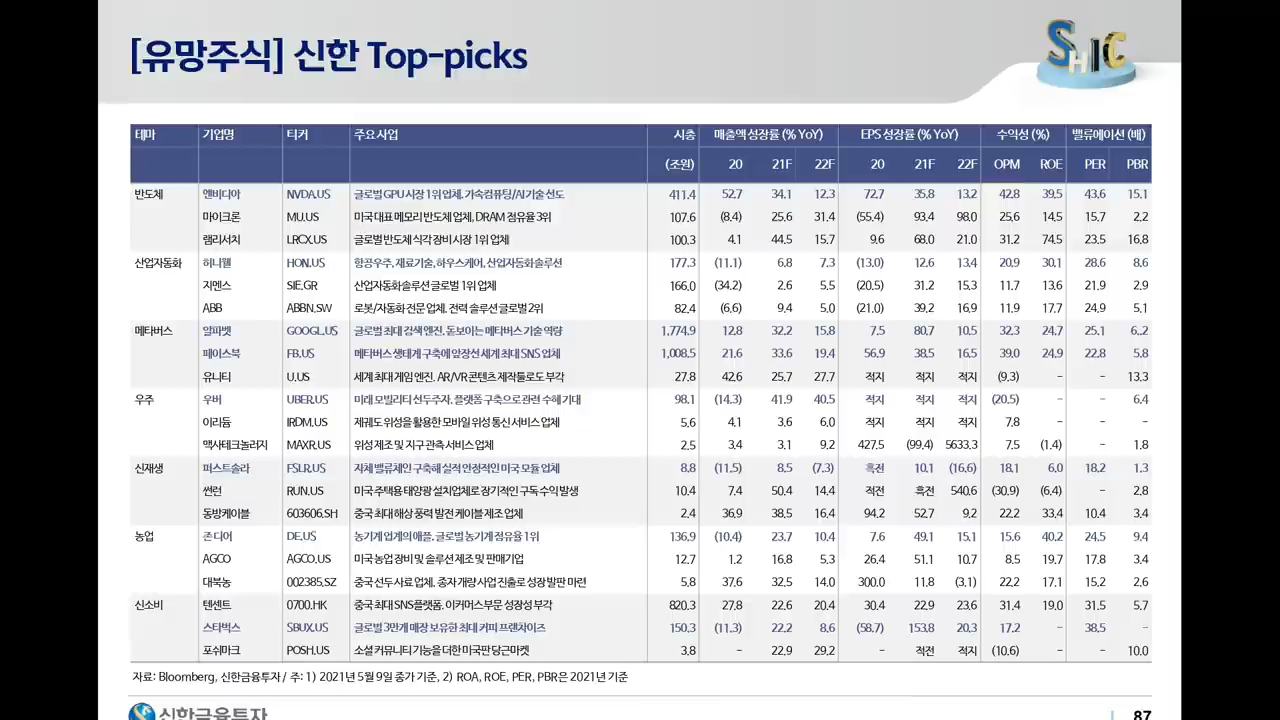 [유망주식] 신한 Top-picks
SHIC
테마 기업명 티커 주요 사업 시총 매출액 성장률 (% YoY) EPS 성장률 (% YoY) 수익성 (%) 밸류에이션 (배)
(조원) 20 21F 22F 20 21F 22F OPM ROE PER PBR
반도체 엔비디아 NVDA.US 글로벌 GPU 시장 1위 업체. 가속컴퓨팅/AI 기술 선도 411.4 52.7 34.1 12.3 72.7 35.8 13.2 42.8 39.5 43.6 15.1
마이크론 MU.US 미국 대표 메모리 반도체 업체, DRAM 점유율 3위 107.6 (8.4) 25.6 31.4 (55.4) 93.4 98.0 25.6 14.5 15.7 2.2
램리서치 LRCX.US 글로벌 반도체 식각 장비 시장 1위 업체 100.3 4.1 44.5 15.7 9.6 68.0 21.0 31.2 74.5 23.5 16.8
산업자동화 허니웰 HON.US 항공우주, 재료기술, 하우스케어, 산업자동화 솔루션 177.3 (11.1) 6.8 7.3 (13.0) 12.6 13.4 20.9 30.1 28.6 8.6
지멘스 SIE.GR 산업자동화 솔루션 글로벌 1위 업체 166.0 (34.2) 2.6 5.5 (20.5) 31.2 15.3 11.7 13.6 21.9 2.9
ABB ABBN.SW 로봇/자동화 전문 업체. 전력 솔루션 글로벌 2위 82.4 (6.6) 9.4 5.0 (21.0) 39.2 16.9 11.9 17.7 24.9 5.1
메타버스 알파벳 GOOGL.US 글로벌 최대 검색 엔진. 돋보이는 메타버스 기술 역량 1,774.9 12.8 32.2 15.8 7.5 80.7 10.5 32.3 24.7 25.1 6.2
페이스북 FB.US 메타버스 생태계 구축에 앞장선 세계 최대 SNS 업체 1,008.5 21.6 33.6 19.4 56.9 38.5 16.5 39.0 24.9 22.8 5.8
유니티 U.US 세계 최대 게임 엔진. AR/VR 콘텐츠 제작툴로도 부각 27.8 42.6 25.7 27.7 적지 적지 적지 (9.3) – – 13.3
우주 우버 UBER.US 미래 모빌리티 선두주자. 플랫폼 구축으로 관련 수혜 기대 98.1 (14.3) 41.9 40.5 적지 적지 적지 (20.5) – – 6.4
이리듐 IRDM.US 저궤도 위성을 활용한 모바일 위성 통신 서비스 업체 5.6 4.1 3.6 6.0 적지 적지 적지 7.8 – – –
맥사테크놀러지 MAXR.US 위성 제조 및 지구 관측 서비스 업체 2.5 3.4 3.1 9.2 427.5 (99.4) 5633.3 7.5 (1.4) – 1.8
신재생 퍼스트솔라 FSLR.US 자체 밸류체인 구축해 실적 안정적인 미국 모듈 업체 8.8 (11.5) 8.5 (7.3) 흑전 10.1 (16.6) 18.1 6.0 18.2 1.3
썬런 RUN.US 미국 주택용 태양광 설치업체로 장기적인 구독 수익 발생 10.4 7.4 50.4 14.4 적전 흑전 540.6 (30.9) (6.4) – 2.8
동방케이블 603606.SH 중국 최대 해상 풍력 발전 케이블 제조 업체 2.4 36.9 38.5 16.4 94.2 52.7 9.2 22.2 33.4 10.4 3.4
농업 존 디어 DE.US 농기계 업계의 애플. 글로벌 농기계 점유율 1위 136.9 (10.4) 23.7 10.4 7.6 49.1 15.1 15.6 40.2 24.5 9.4
AGCO AGCO.US 미국 농업 장비 및 솔루션 제조 및 판매기업 12.7 1.2 16.8 5.3 26.4 51.1 10.7 8.5 19.7 17.8 3.4
대북농 002385.SZ 중국 선두 사료 업체. 종자 개량 사업 진출로 성장 발판 마련 5.8 37.6 32.5 14.0 300.0 11.8 (3.1) 22.2 17.1 15.2 2.6
신소비 텐센트 0700.HK 중국 최대 SNS 플랫폼. 이커머스 부문 성장성 부각 820.3 27.8 22.6 20.4 30.4 22.9 23.6 31.4 19.0 31.5 5.7
스타벅스 SBUX.US 글로벌 3만개 매장 보유한 최대 커피 프랜차이즈 150.3 (11.3) 22.2 8.6 (58.7) 153.8 20.3 17.2 – 38.5 –
포쉬마크 POSH.US 소셜 커뮤니티 기능을 더한 미국판 당근마켓 3.8 – 22.9 29.2 – 적전 적지 (10.6) – – 10.0
자료: Bloomberg, 신한금융투자 / 주: 1) 2021년 5월 9일 종가 기준, 2) ROA, ROE, PER, PBR은 2021년 기준
신한금융투자
87